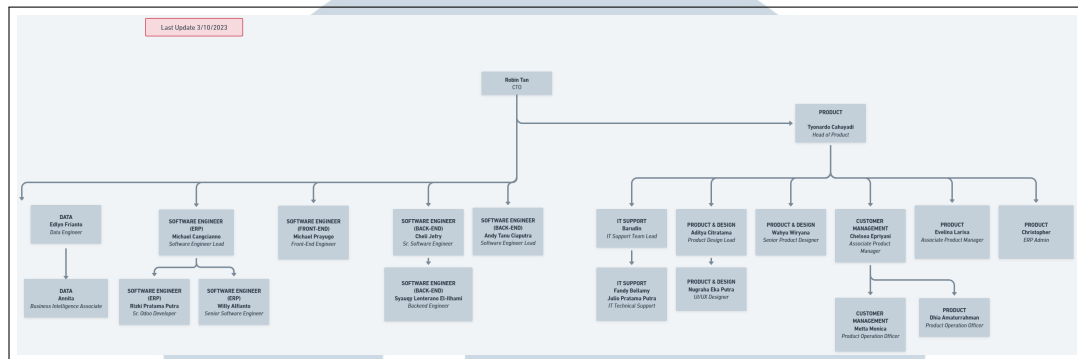 Last Update 3/10/2023
Robin Tan
CTO
PRODUCT
Tyonardo Cahayadi
Head of Product
DATA
Edlyn Frianto
Data Engineer
SOFTWARE ENGINEER
(ERP)
Michael Cangcianno
Software Engineer Lead
SOFTWARE ENGINEER
(FRONT-END)
Michael Prayugo
Front-End Engineer
SOFTWARE ENGINEER
(BACK-END)
Choli Jofry
Sr. Software Engineer
SOFTWARE ENGINEER
(BACK-END)
Andy Tanu Ciaputra
Software Engineer Lead
IT SUPPORT
Barudin
IT Support Team Lead
PRODUCT & DESIGN
Aditya Chratama
Product Design Lead
PRODUCT & DESIGN
Wahyu Wiryana
Senior Product Designer
CUSTOMER
MANAGEMENT
Chelsea Epriyani
Associate Product
Manager
PRODUCT
Evelina Larisa
Associate Product Manager
PRODUCT
Christopher
ERP Admin
DATA
Annita
Business Intelligence Associate
SOFTWARE ENGINEER
(ERP)
Rizki Pratama Putra
Sr. Odoo Developer
SOFTWARE ENGINEER
(ERP)
Willy Alfianto
Senior Software Engineer
SOFTWARE ENGINEER
(BACK-END)
Syauqy Lenterano El-Ilhami
Backend Engineer
IT SUPPORT
Fandy Bellamy
Julio Pratama Putra
IT Technical Support
PRODUCT & DESIGN
Nugraha Eka Putra
UI/UX Designer
CUSTOMER
MANAGEMENT
Metta Monica
Product Operation Officer
PRODUCT
Dhia Amaturrahman
Product Operation Officer